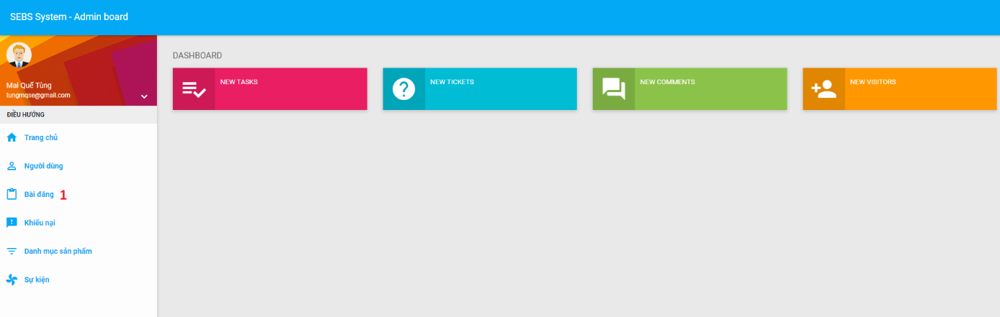 SEBS System - Admin board
Mai Quế Tùng
tungmqse@gmail.com
ĐIỀU HƯỚNG
Trang chủ
Người dùng
Bài đăng 1
Khiếu nại
Danh mục sản phẩm
Sự kiện
DASHBOARD
NEW TASKS
NEW TICKETS
NEW COMMENTS
NEW VISITORS